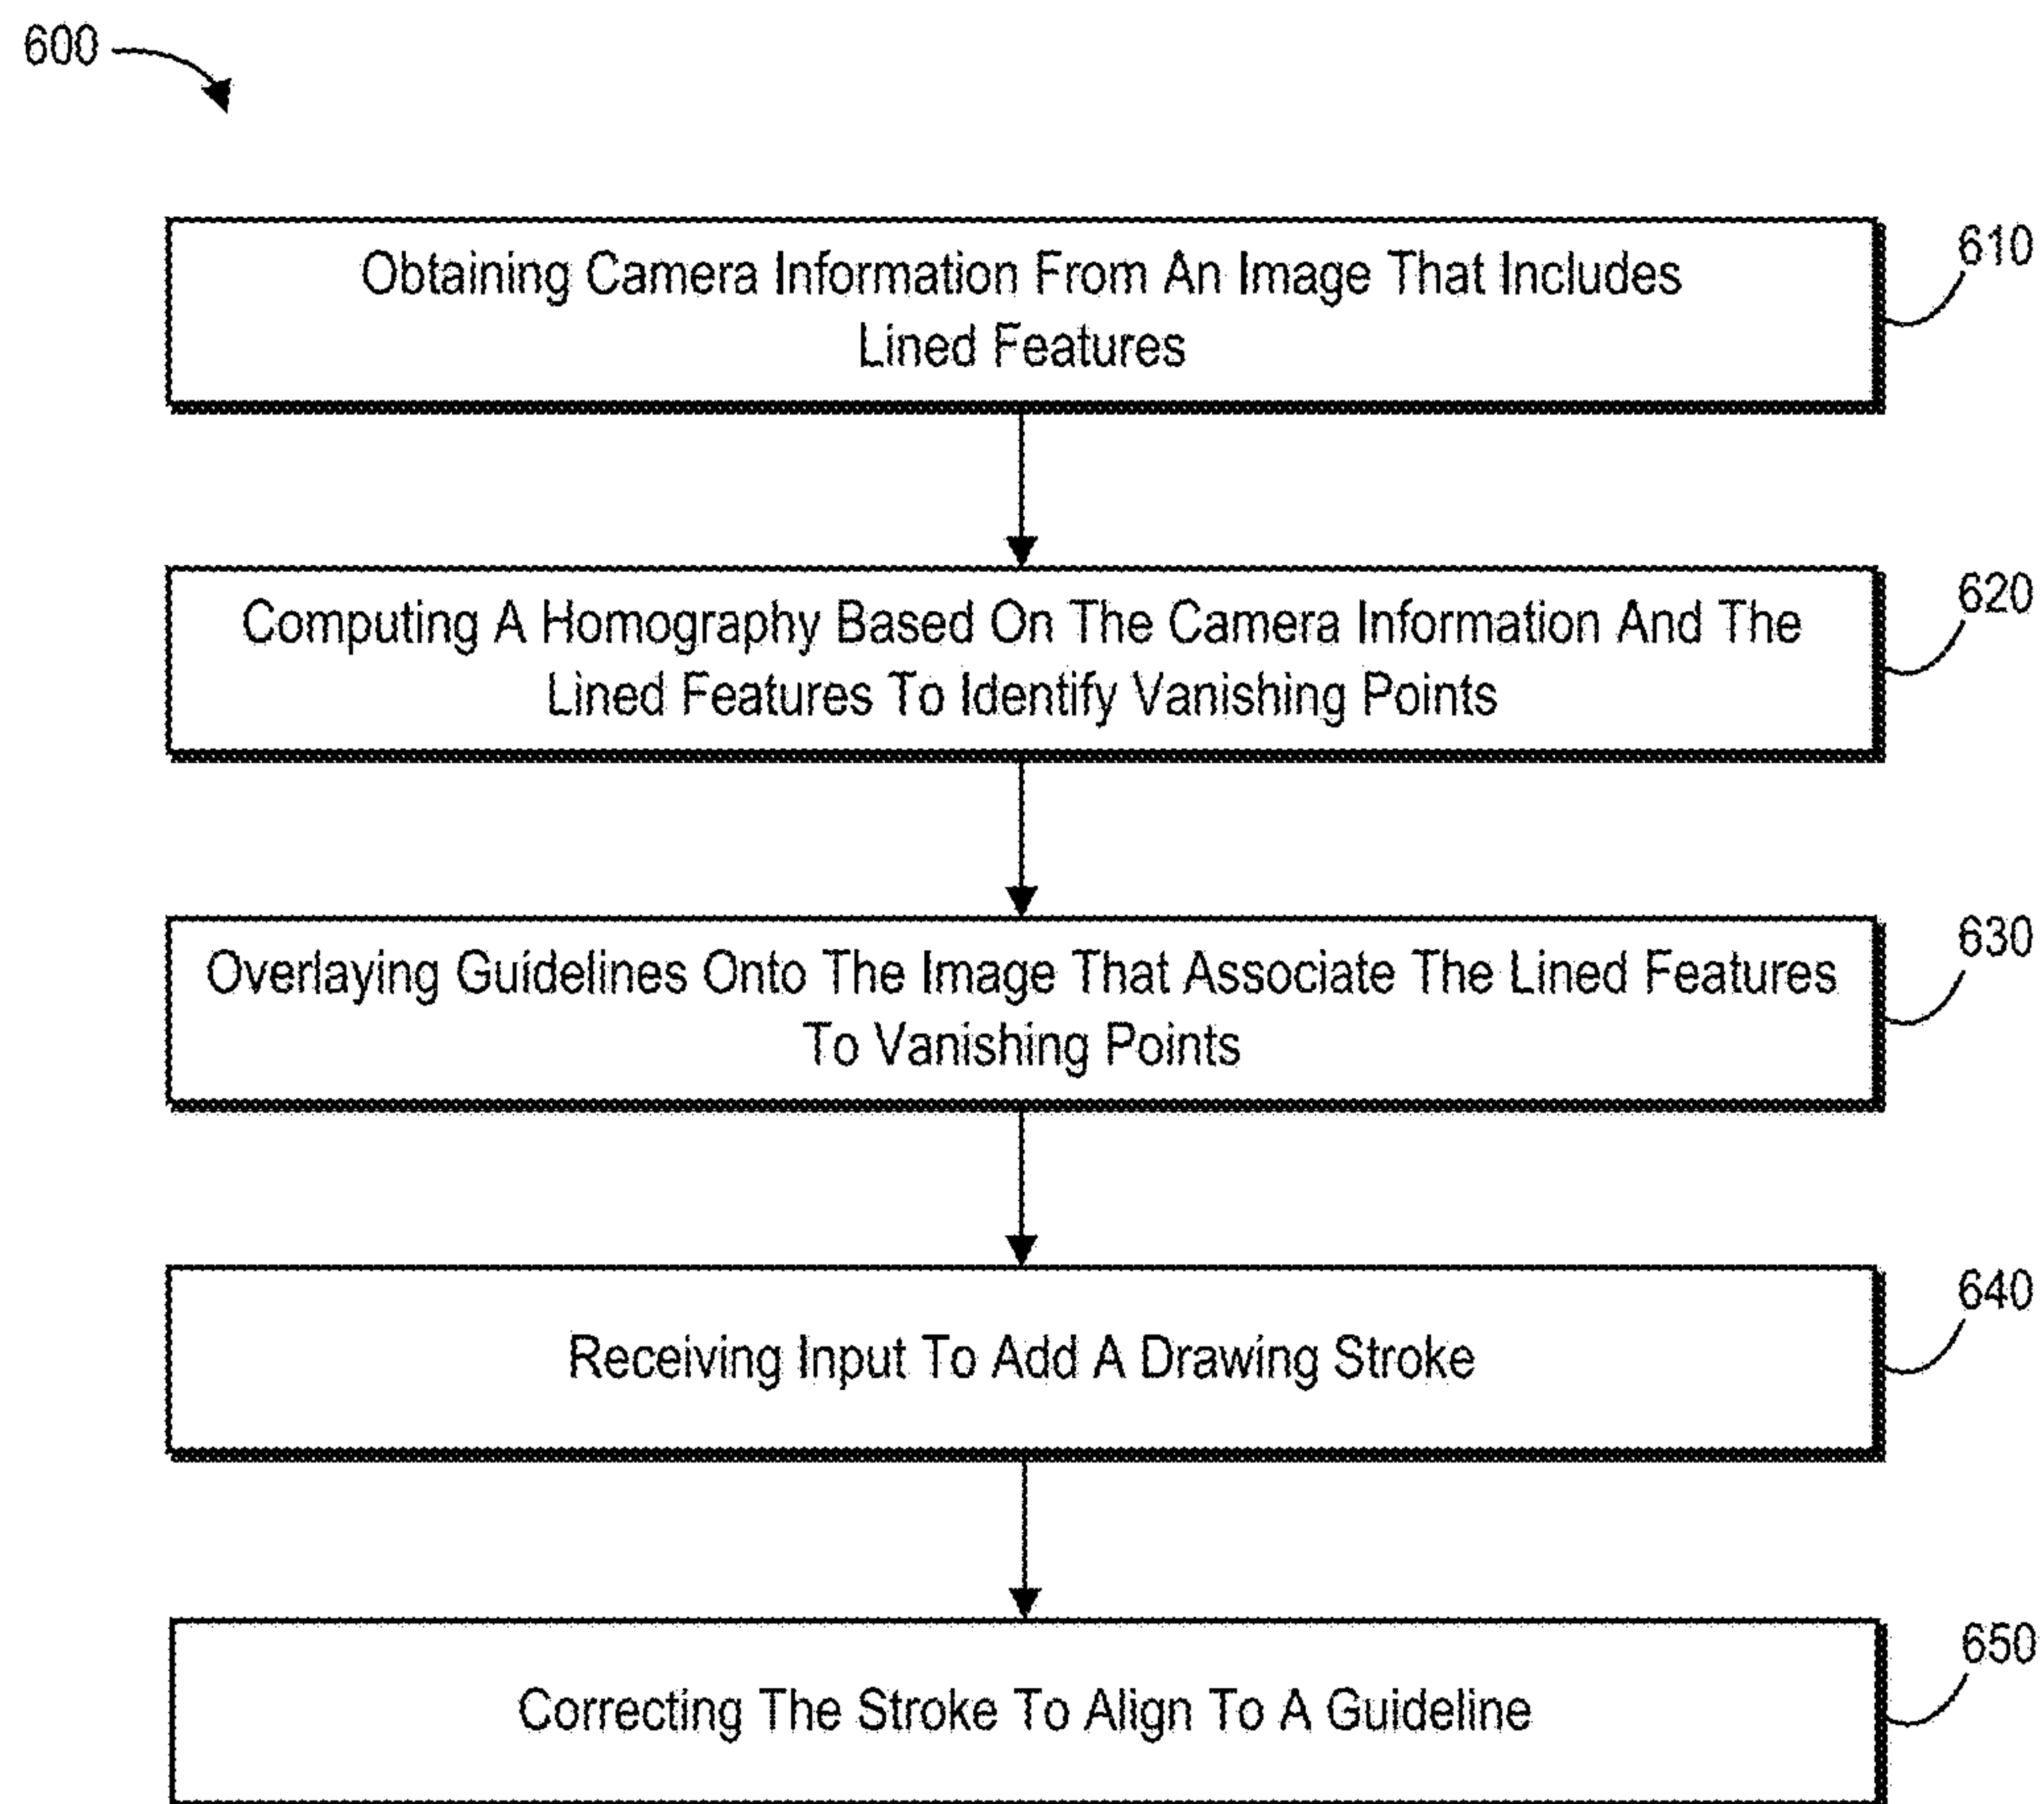 600
610
Obtaining Camera Information From An Image That Includes
Lined Features
620
Computing A Homography Based On The Camera Information And The
Lined Features To Identify Vanishing Points
630
Overlaying Guidelines Onto The Image That Associate The Lined Features
To Vanishing Points
640
Receiving Input To Add A Drawing Stroke
650
Correcting The Stroke To Align To A Guideline